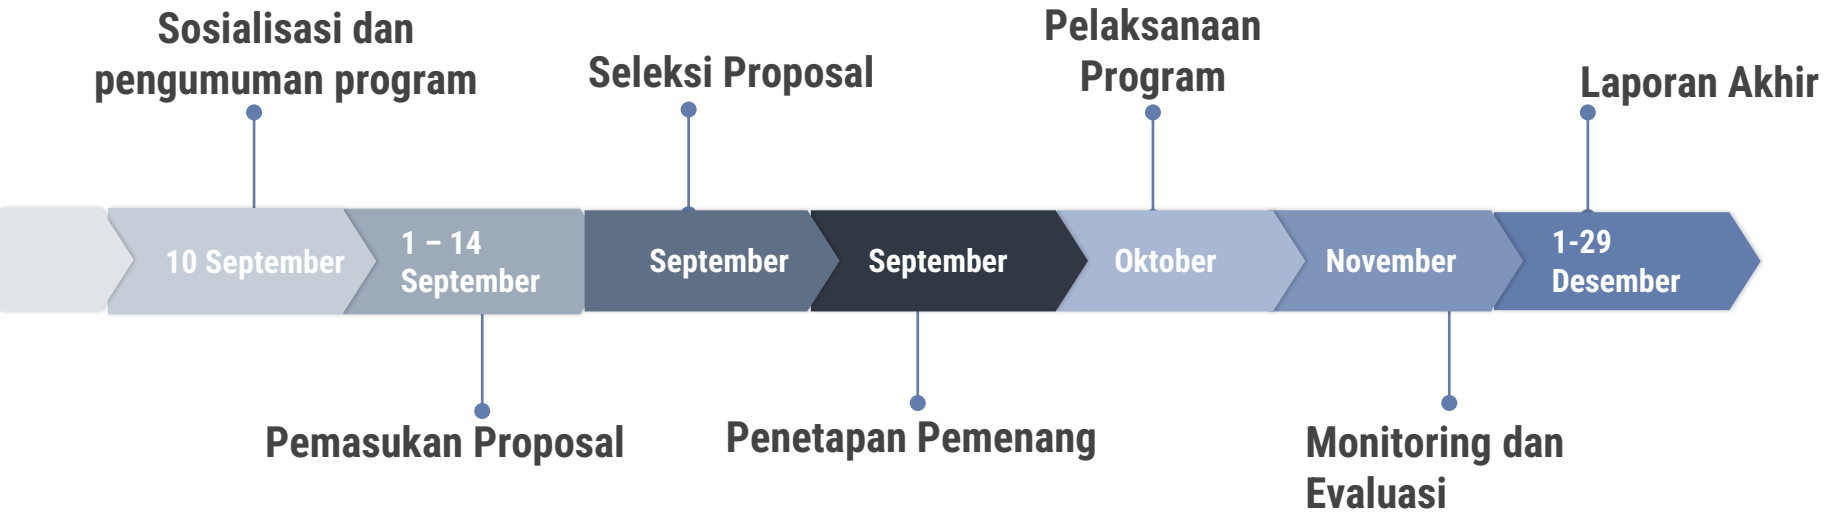 Sosialisasi dan
pengumuman program
Seleksi Proposal
Pelaksanaan
Program
Laporan Akhir
10 September
1 – 14
September
September
September
Oktober
November
1-29
Desember
Pemasukan Proposal
Penetapan Pemenang
Monitoring dan
Evaluasi